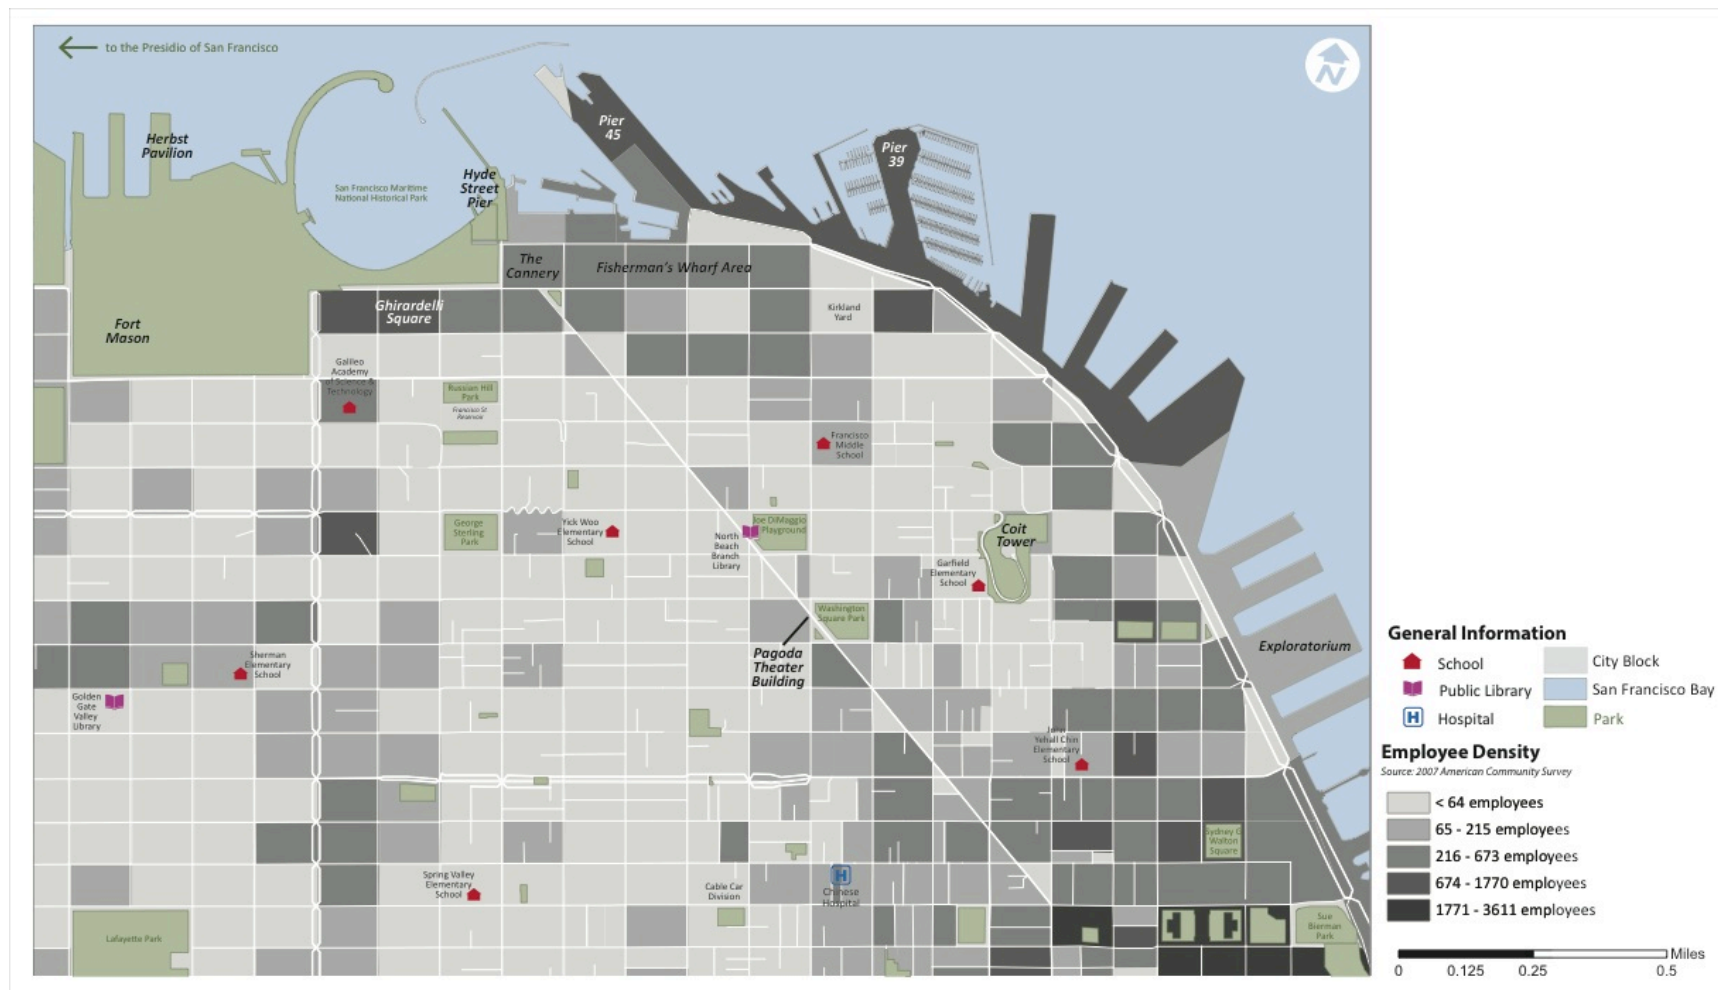 to the Presidio of San Francisco
N
Herbst
Pavilion
San Francisco Maritime
National Historical Park
Hyde
Street
Pier
Pier
45
Pier
39
The
Cannery
Fisherman's Wharf Area
Ghirardelli
Square
Kirkland
Yard
Fort
Mason
Galileo
Academy
of Science &
Technology
Russian Hill
Park
Francisco St
Reservoir
Francisco
Middle
School
George
Sterling
Park
Yick Woo
Elementary
School
North
Beach
Branch
Library
Joe DiMaggio
Playground
Coit
Tower
Garfield
Elementary
School
Washington
Square Park
Pagoda
Theater
Building
Exploratorium
Sherman
Elementary
School
Golden
Gate
Valley
Library
John
Yehall Chin
Elementary
School
Sydney G
Walton
Square
Spring Valley
Elementary
School
Cable Car
Division
H
Chinese
Hospital
Lafayette Park
Sue
Bierman
Park
General Information
School
City Block
Public Library
San Francisco Bay
H
Hospital
Park
Employee Density
Source: 2007 American Community Survey
< 64 employees
65 - 215 employees
216 - 673 employees
674 - 1770 employees
1771 - 3611 employees
Miles
0 0.125 0.25 0.5